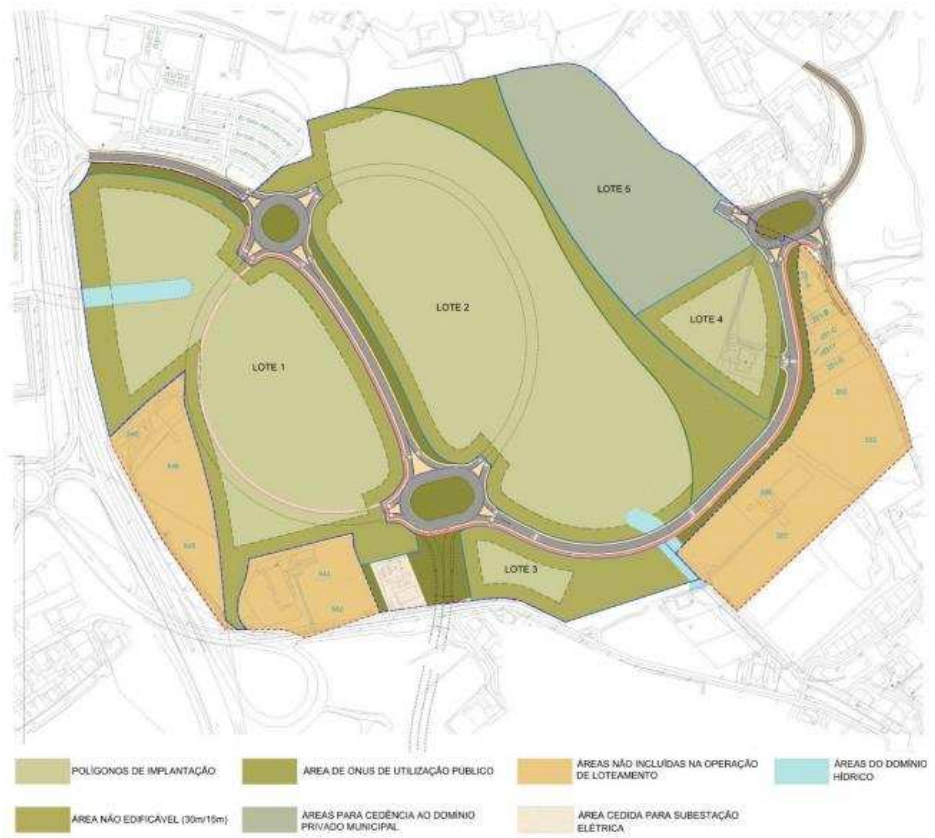 LOTE 5
LOTE 2
LOTE 4
LOTE 1
LOTE 3
POLÍGONOS DE IMPLANTAÇÃO
ÁREA DE ÓNUS DE UTILIZAÇÃO PÚBLICO
ÁREAS NÃO INCLUÍDAS NA OPERAÇÃO
DE LOTEAMENTO
ÁREAS DO DOMÍNIO
HÍDRICO
ÁREA NÃO EDIFICÁVEL (30m/15m)
ÁREAS PARA CEDÊNCIA AO DOMÍNIO
PRIVADO MUNICIPAL
ÁREA CEDIDA PARA SUBESTAÇÃO
ELÉTRICA